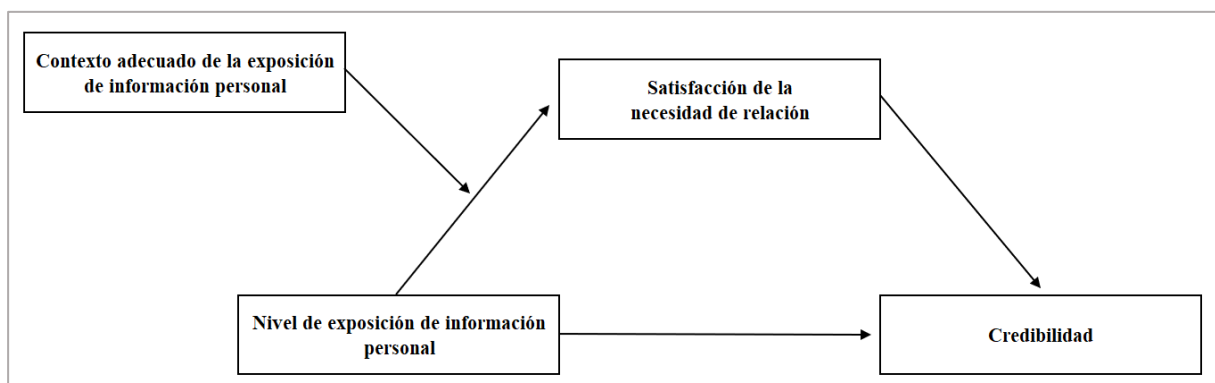 Contexto adecuado de la exposición
de información personal
Satisfacción de la
necesidad de relación
Nivel de exposición de información
personal
Credibilidad